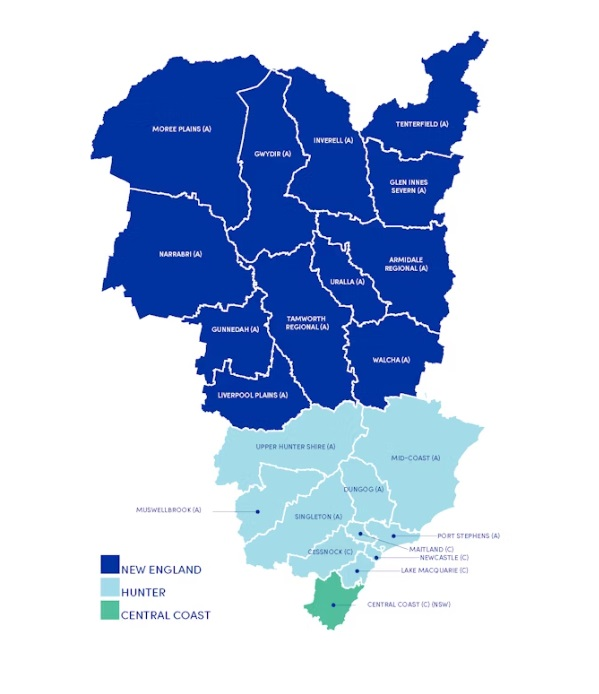 TENTERFIELD (A)
MOREE PLAINS (A)
INVERELL (A)
GWYDIR (A)
GLEN INNES
SEVERN (A)
NARRABRI (A)
ARMIDALE
REGIONAL (A)
URALLA (A)
TAMWORTH
REGIONAL (A)
GUNNEDAH (A)
WALCHA (A)
LIVERPOOL PLAINS (A)
UPPER HUNTER SHIRE (A)
MID-COAST (A)
DUNGOG (A)
MUSWELLBROOK (A)
SINGLETON (A)
PORT STEPHENS (A)
CESSNOCK (C)
MAITLAND (C)
NEWCASTLE (C)
LAKE MACQUARIE (C)
CENTRAL COAST (C) (NSW)
NEW ENGLAND
HUNTER
CENTRAL COAST